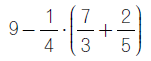 9 − 1/4 · (7/3 + 2/5)